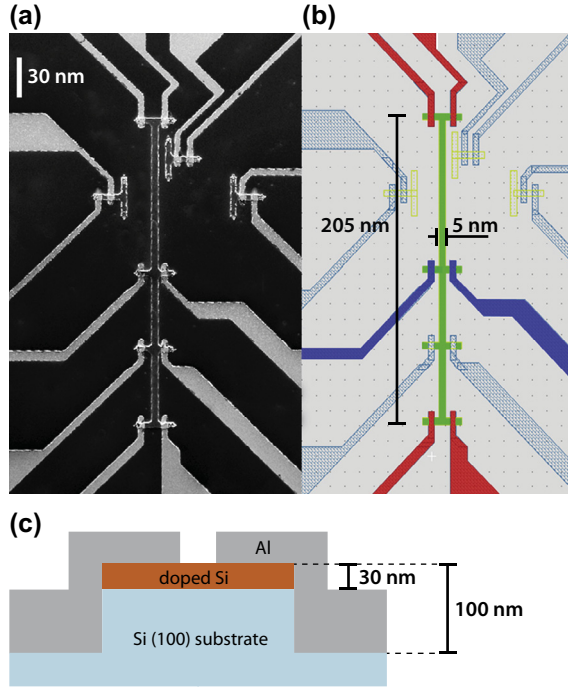 (a)
(b)
30 nm
205 nm
5 nm
(c)
Al
doped Si
30 nm
100 nm
Si (100) substrate